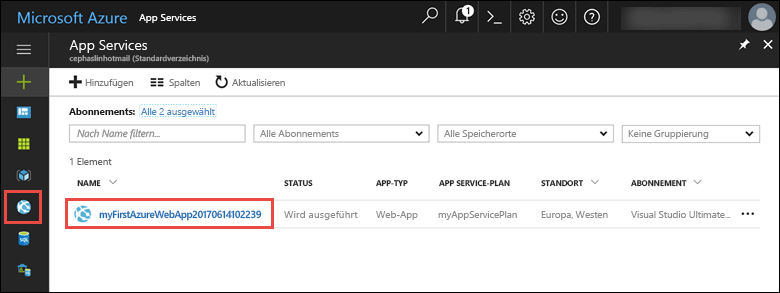 Microsoft Azure App Services
1
App Services
cephaslinhotmail (Standardverzeichnis)
Hinzufügen Spalten Aktualisieren
Abonnements: Alle 2 ausgewählt
Nach Name filtern... Alle Abonnements Alle Speicherorte Keine Gruppierung
1 Element
NAME STATUS APP-TYP APP SERVICE-PLAN STANDORT ABONNEMENT
myFirstAzureWebApp20170614102239 Wird ausgeführt Web-App myAppServicePlan Europa, Westen Visual Studio Ultimate...